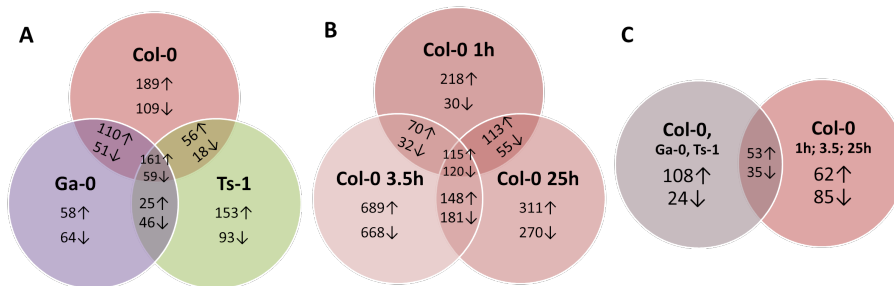 A
Col-0
189↑
109↓
110↑
51↓
56↑
18↓
161↑
59↓
Ga-0
58↑
64↓
25↑
46↓
Ts-1
153↑
93↓
B
Col-0 1h
218↑
30↓
70↑
32↓
113↑
55↓
115↑
120↓
Col-0 3.5h
689↑
668↓
148↑
181↓
Col-0 25h
311↑
270↓
C
Col-0,
Ga-0, Ts-1
108↑
24↓
53↑
35↓
Col-0
1h; 3.5; 25h
62↑
85↓